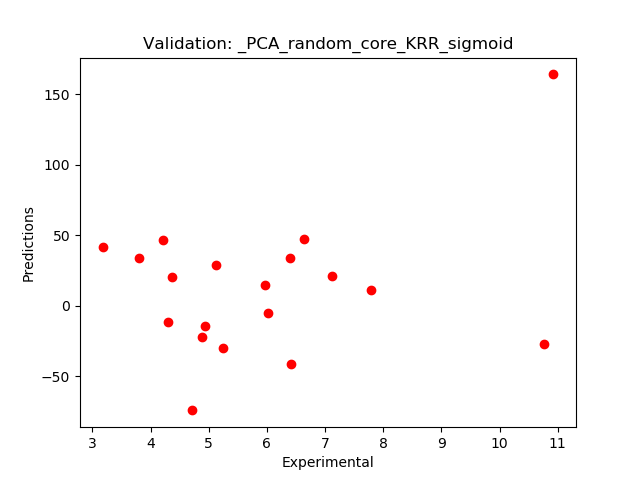 Validation: _PCA_random_core_KRR_sigmoid
150
100
50
0
−50
Predictions
3 4 5 6 7 8 9 10 11
Experimental